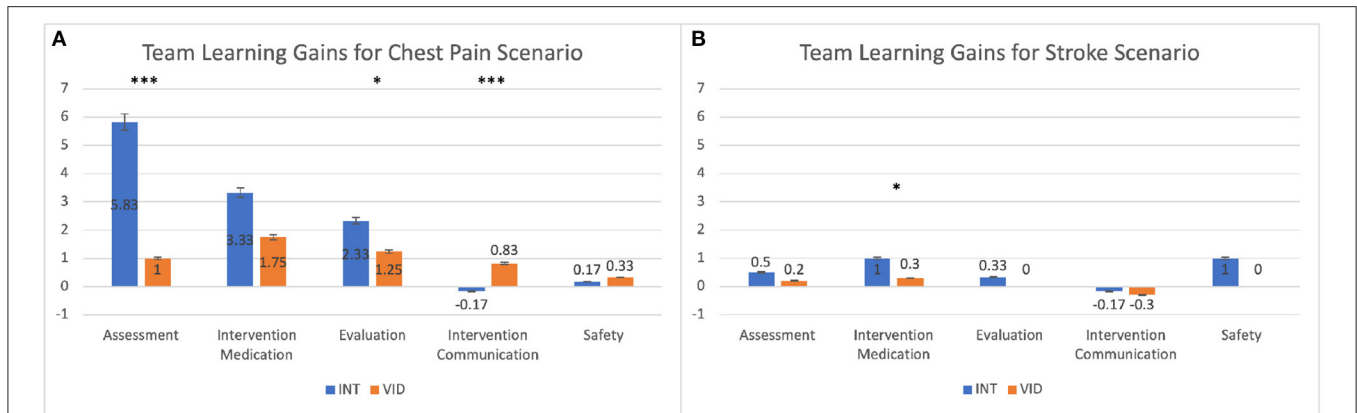 A
Team Learning Gains for Chest Pain Scenario
*** * ***
7
6
5
4
3
2
1
0
-1
5.83
1
3.33
1.75
2.33
1.25
-0.17
0.83
0.17
0.33
Assessment
Intervention
Medication
Evaluation
Intervention
Communication
Safety
INT VID
B
Team Learning Gains for Stroke Scenario
*
7
6
5
4
3
2
1
0
-1
0.5
0.2
1
0.3
0.33
0
-0.17
-0.3
1
0
Assessment
Intervention
Medication
Evaluation
Intervention
Communication
Safety
INT VID